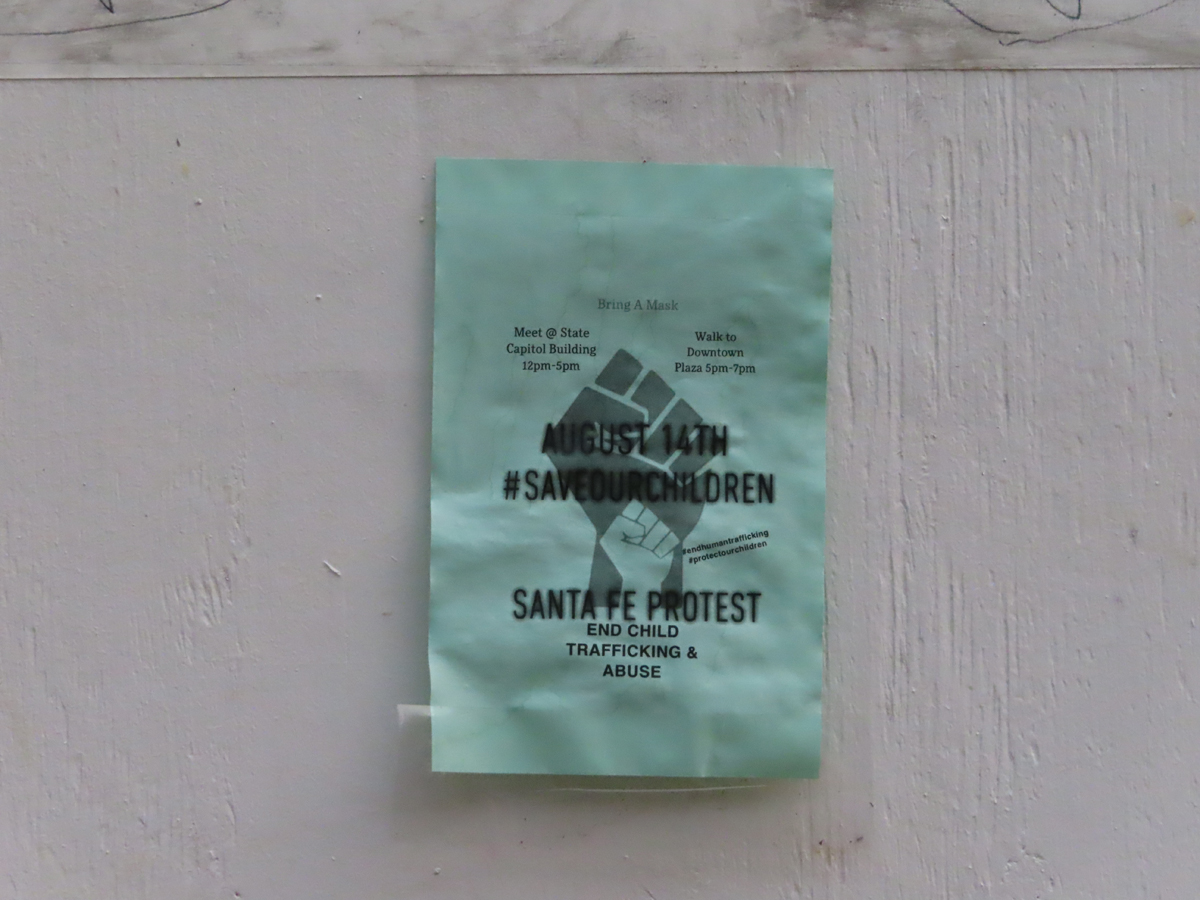 Bring A Mask
Meet @ State
Capitol Building
12pm-5pm
Walk to
Downtown
Plaza 5pm-7pm
AUGUST 14TH
#SAVEOURCHILDREN
#endhumantrafficking
#protectourchildren
SANTA FE PROTEST
END CHILD
TRAFFICKING &
ABUSE